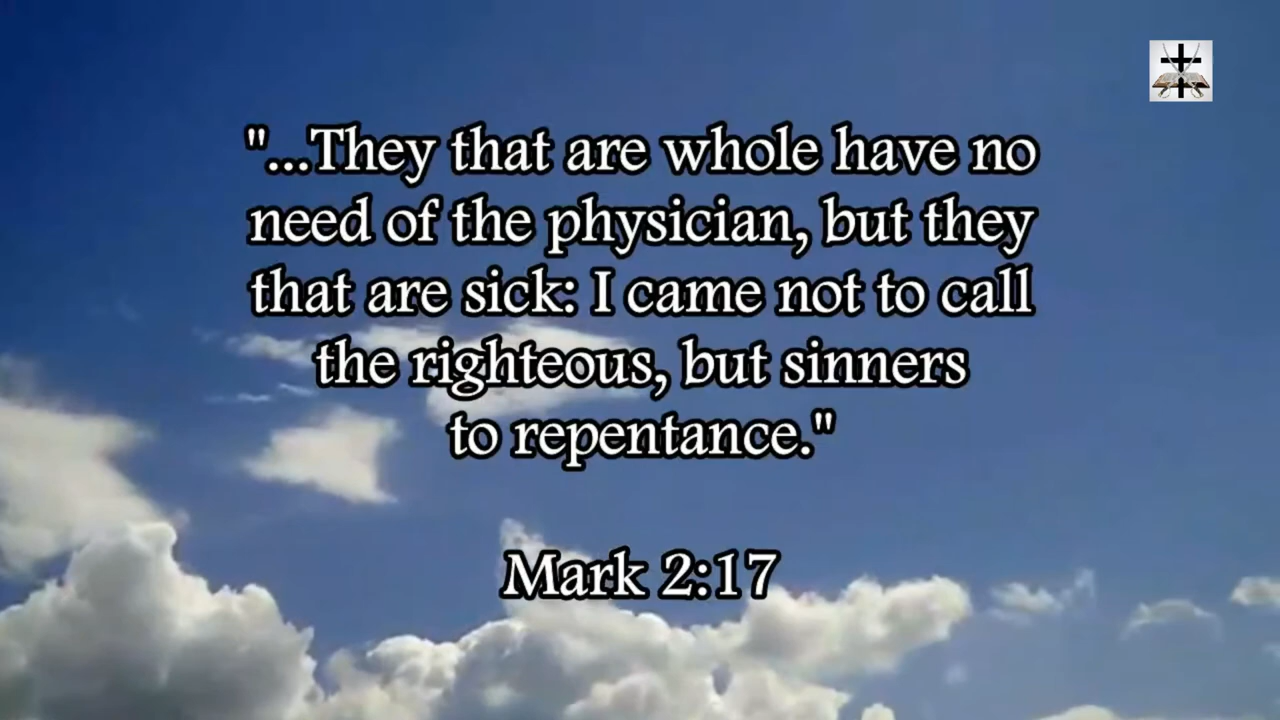 "...They that are whole have no
need of the physician, but they
that are sick: I came not to call
the righteous, but sinners
to repentance."
Mark 2:17